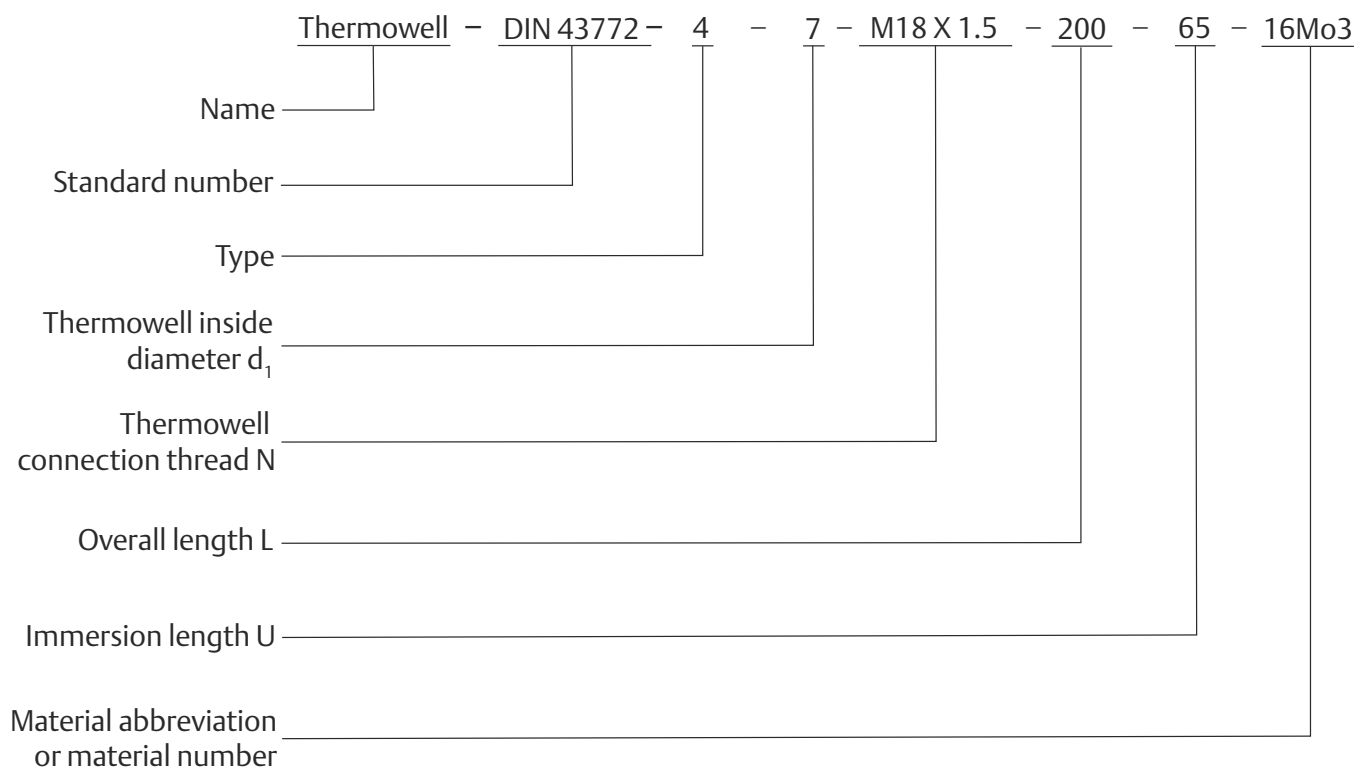 Thermowell – DIN 43772 – 4 – 7 – M18 X 1.5 – 200 – 65 – 16Mo3
Name
Standard number
Type
Thermowell inside
diameter d₁
Thermowell
connection thread N
Overall length L
Immersion length U
Material abbreviation
or material number